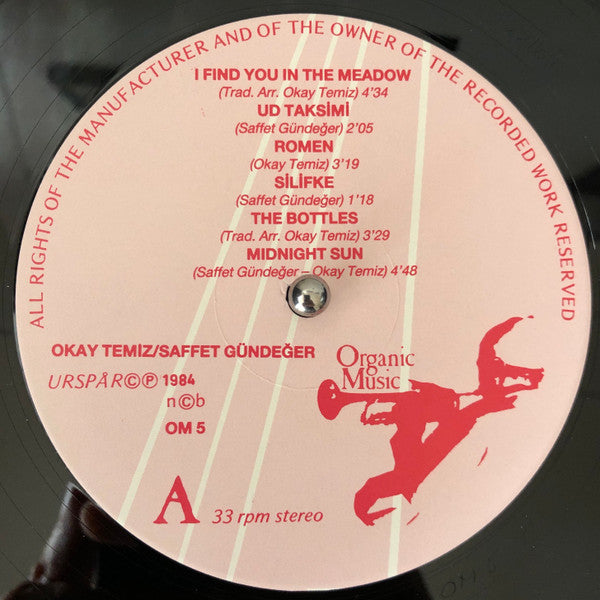 ALL RIGHTS OF THE MANUFACTURER AND OF THE OWNER OF THE RECORDED WORK RESERVED
I FIND YOU IN THE MEADOW
(Trad. Arr. Okay Temiz) 4'34
UD TAKSİMİ
(Saffet Gündeğer) 2'05
ROMEN
(Okay Temiz) 3'19
SİLİFKE
(Saffet Gündeğer) 1'18
THE BOTTLES
(Trad. Arr. Okay Temiz) 3'29
MIDNIGHT SUN
(Saffet Gündeğer – Okay Temiz) 4'48
OKAY TEMIZ/SAFFET GÜNDEĞER
URSPÅR©℗ 1984
n©b
OM 5
Organic
Music
A 33 rpm stereo